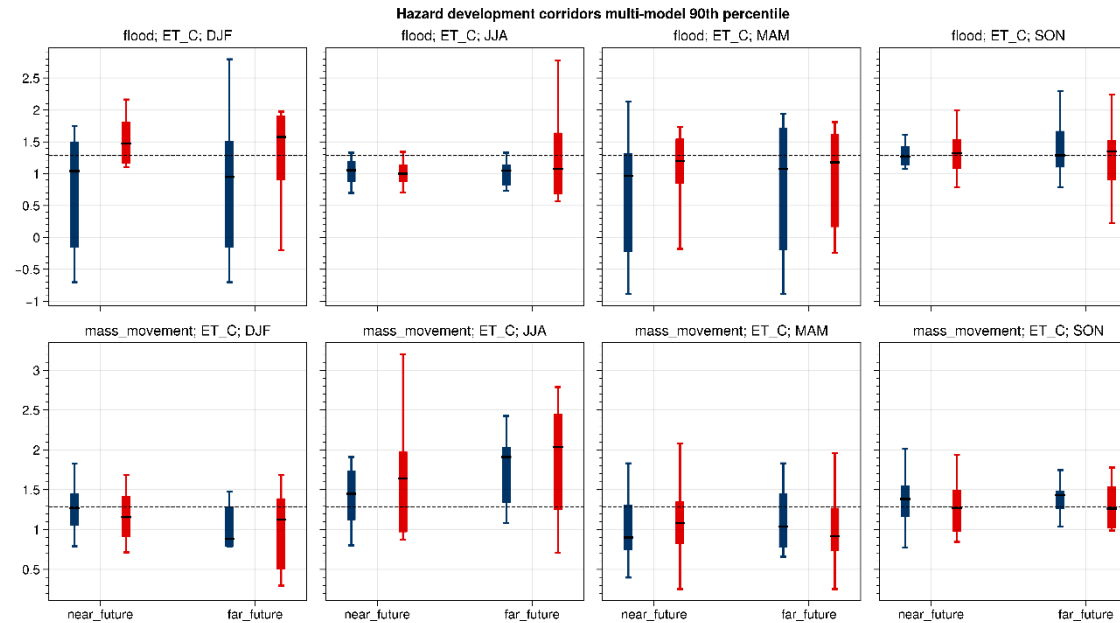 Hazard development corridors multi-model 90th percentile
flood; ET_C; DJF
flood; ET_C; JJA
flood; ET_C; MAM
flood; ET_C; SON
2.5
2
1.5
1
0.5
0
−0.5
−1
mass_movement; ET_C; DJF
mass_movement; ET_C; JJA
mass_movement; ET_C; MAM
mass_movement; ET_C; SON
3
2.5
2
1.5
1
0.5
near_future far_future near_future far_future near_future far_future near_future far_future